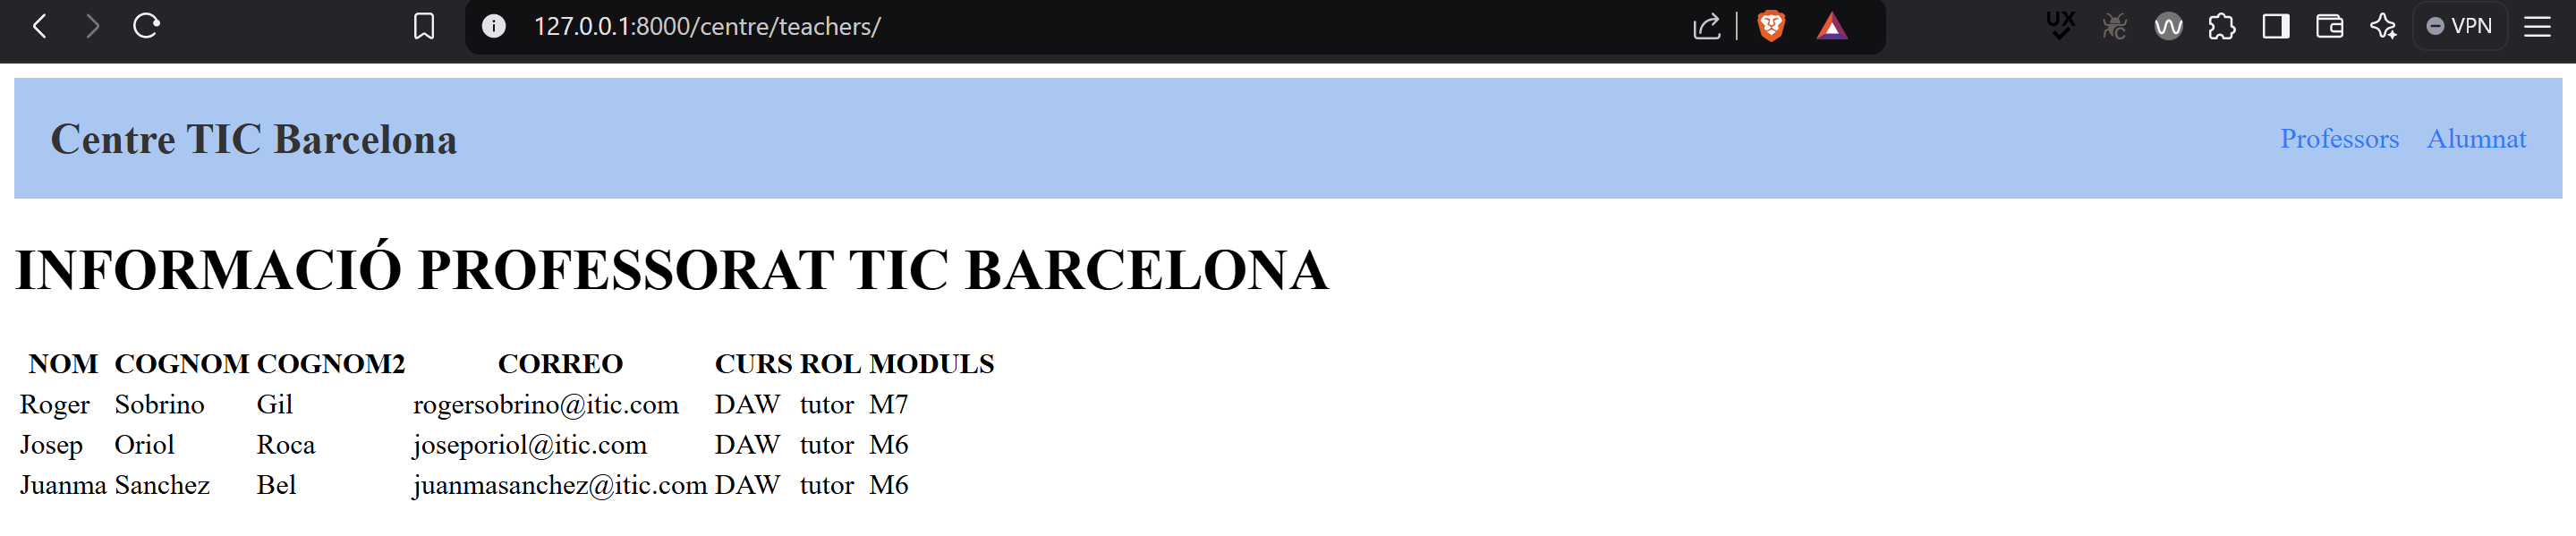 127.0.0.1:8000/centre/teachers/
UX
VPN
Centre TIC Barcelona
Professors Alumnat
INFORMACIÓ PROFESSORAT TIC BARCELONA
NOM COGNOM COGNOM2 CORREO CURS ROL MODULS
Roger Sobrino Gil rogersobrino@itic.com DAW tutor M7
Josep Oriol Roca joseporiol@itic.com DAW tutor M6
Juanma Sanchez Bel juanmasanchez@itic.com DAW tutor M6